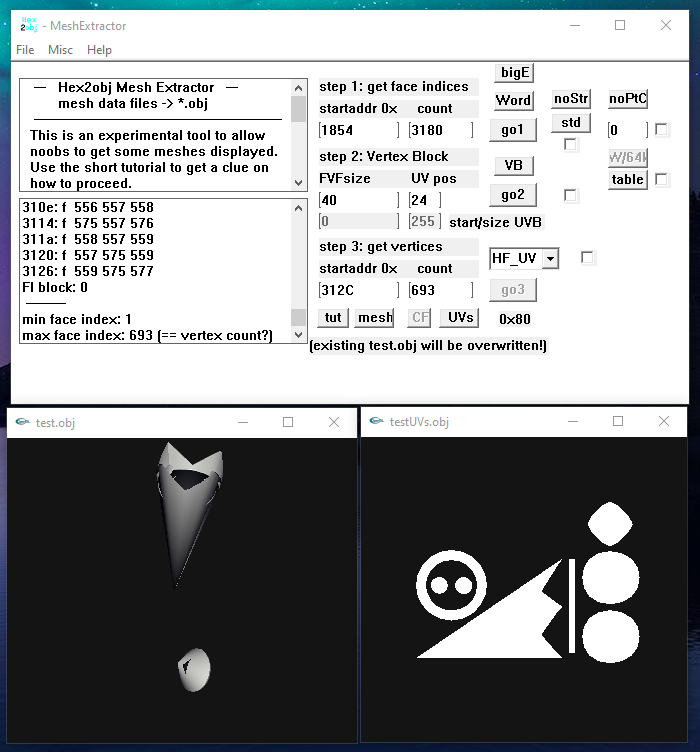 Hex
2obj
- MeshExtractor
File Misc Help
— Hex2obj Mesh Extractor —
mesh data files -> *.obj
This is an experimental tool to allow
noobs to get some meshes displayed.
Use the short tutorial to get a clue on
how to proceed.
310e: f 556 557 558
3114: f 575 557 576
311a: f 558 557 559
3120: f 557 575 559
3126: f 559 575 577
FI block: 0
min face index: 1
max face index: 693 (== vertex count?)
step 1: get face indices
startaddr 0x count
1854 3180
step 2: Vertex Block
FVFsize UV pos
40 24
0 255 start/size UVB
step 3: get vertices
startaddr 0x count
312C 693
tut mesh CF UVs 0x80
(existing test.obj will be overwritten!)
bigE
Word
go1
VB
go2
HF_UV
go3
noStr
std
noPtC
0
table
test.obj
testUVs.obj